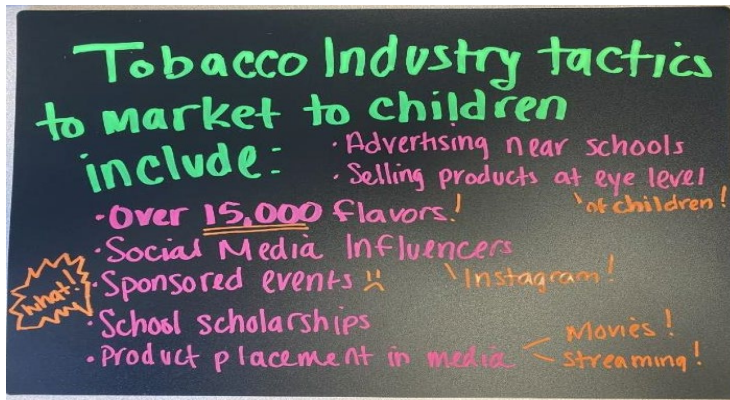 Tobacco Industry tactics
to market to children
include:
• Advertising near schools
• Selling products at eye level
of children!
• Over 15,000 flavors!
• Social Media Influencers
Instagram!
• Sponsored events
What!
• School scholarships
• Product placement in media
Movies!
streaming!